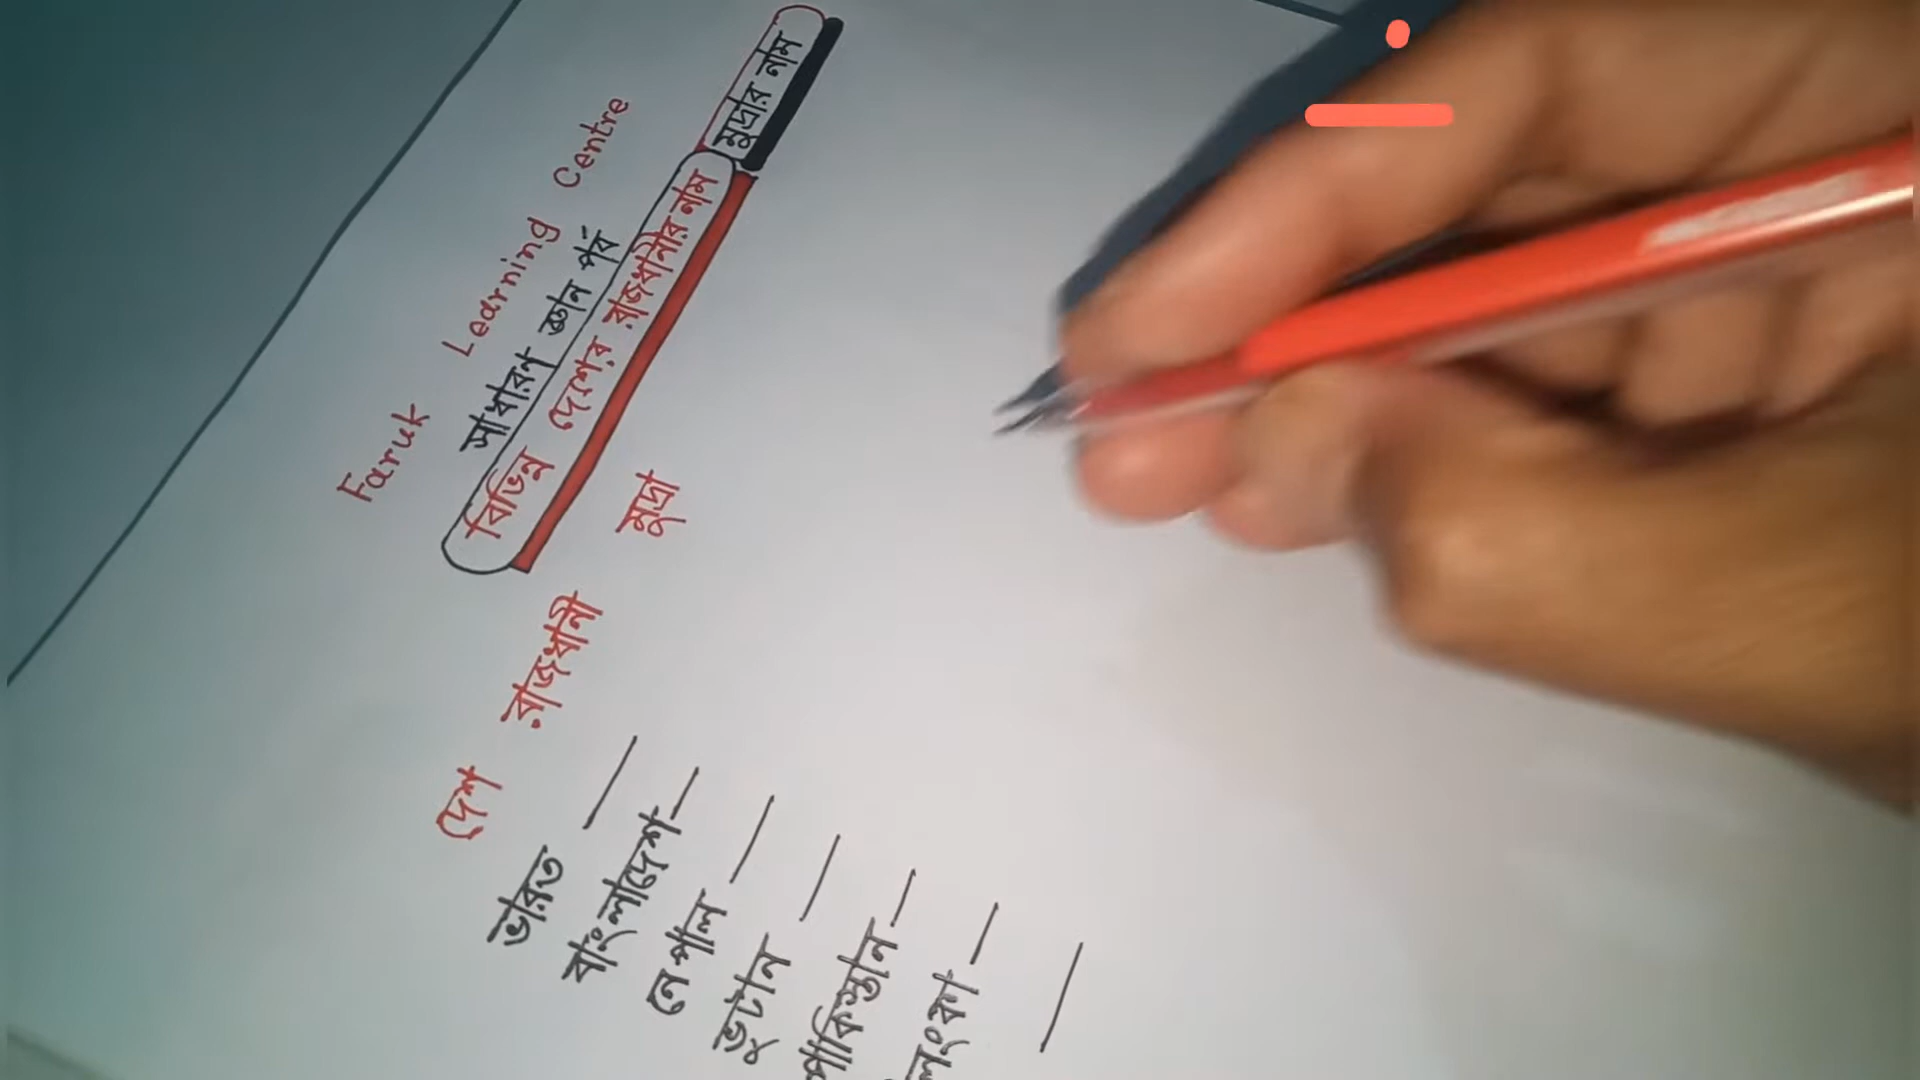 Faruk Learning Centre
সাধারণ জ্ঞান পর্ব
বিভিন্ন দেশের রাজধানীর নাম মুদ্রার নাম
দেশ রাজধানী মুদ্রা
ভারত —
বাংলাদেশ —
নেপাল —
ভুটান —
পাকিস্তান —
লংকা —
—